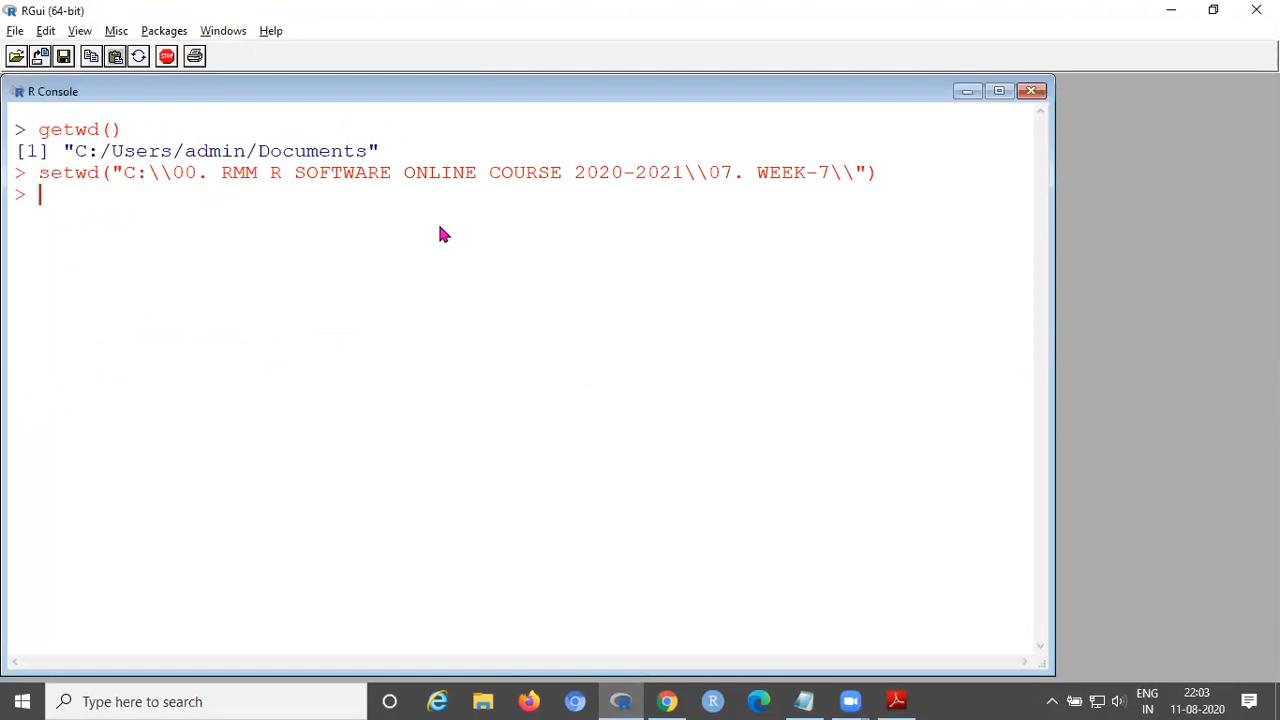 RGui (64-bit)
File Edit View Misc Packages Windows Help
STOP
R Console
> getwd()
[1] "C:/Users/admin/Documents"
> setwd("C:\\00. RMM R SOFTWARE ONLINE COURSE 2020-2021\\07. WEEK-7\\")
>
Type here to search
ENG 22:03
IN 11-08-2020